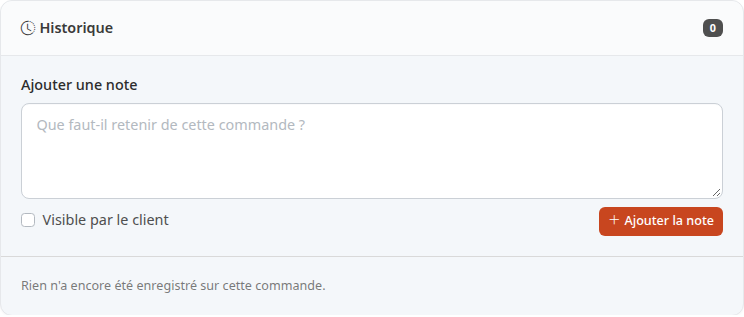 Historique
0
Ajouter une note
Que faut-il retenir de cette commande ?
Visible par le client
+ Ajouter la note
Rien n'a encore été enregistré sur cette commande.